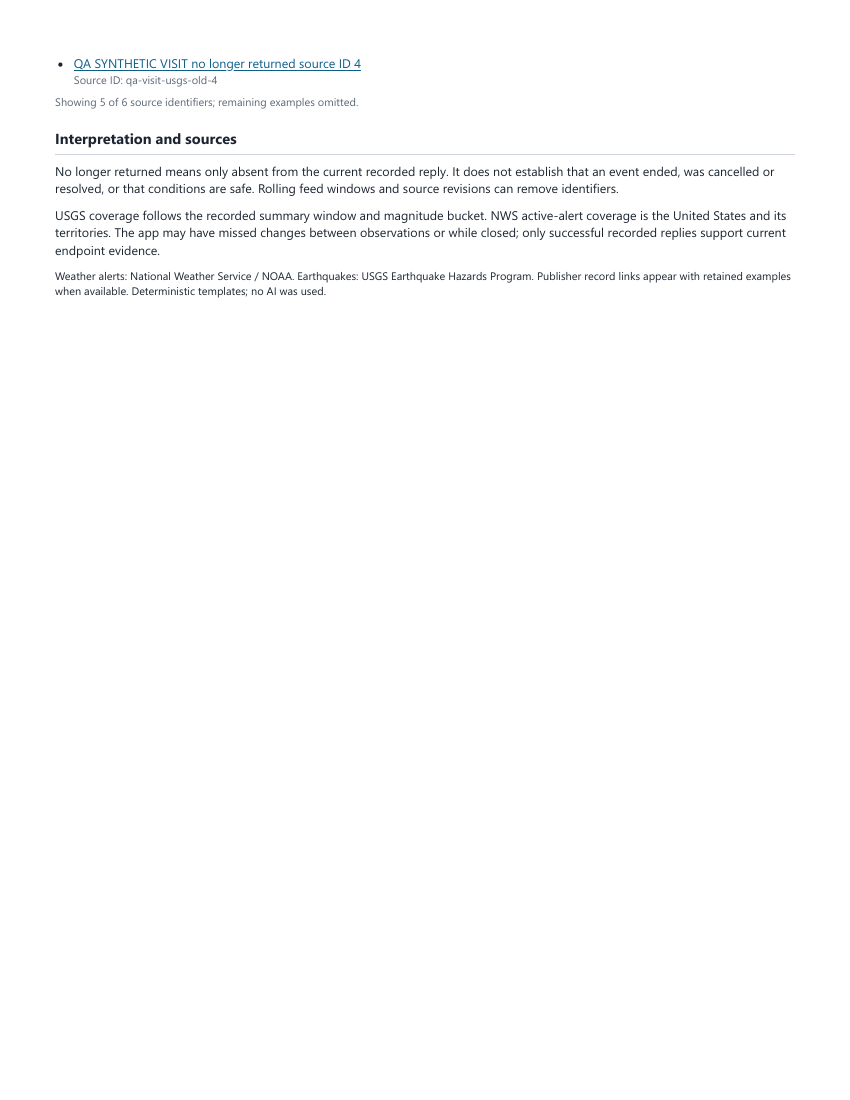 QA SYNTHETIC VISIT no longer returned source ID 4
Source ID: qa-visit-usgs-old-4
Showing 5 of 6 source identifiers; remaining examples omitted.
Interpretation and sources
No longer returned means only absent from the current recorded reply. It does not establish that an event ended, was cancelled or
resolved, or that conditions are safe. Rolling feed windows and source revisions can remove identifiers.
USGS coverage follows the recorded summary window and magnitude bucket. NWS active-alert coverage is the United States and its
territories. The app may have missed changes between observations or while closed; only successful recorded replies support current
endpoint evidence.
Weather alerts: National Weather Service / NOAA. Earthquakes: USGS Earthquake Hazards Program. Publisher record links appear with retained examples
when available. Deterministic templates; no AI was used.